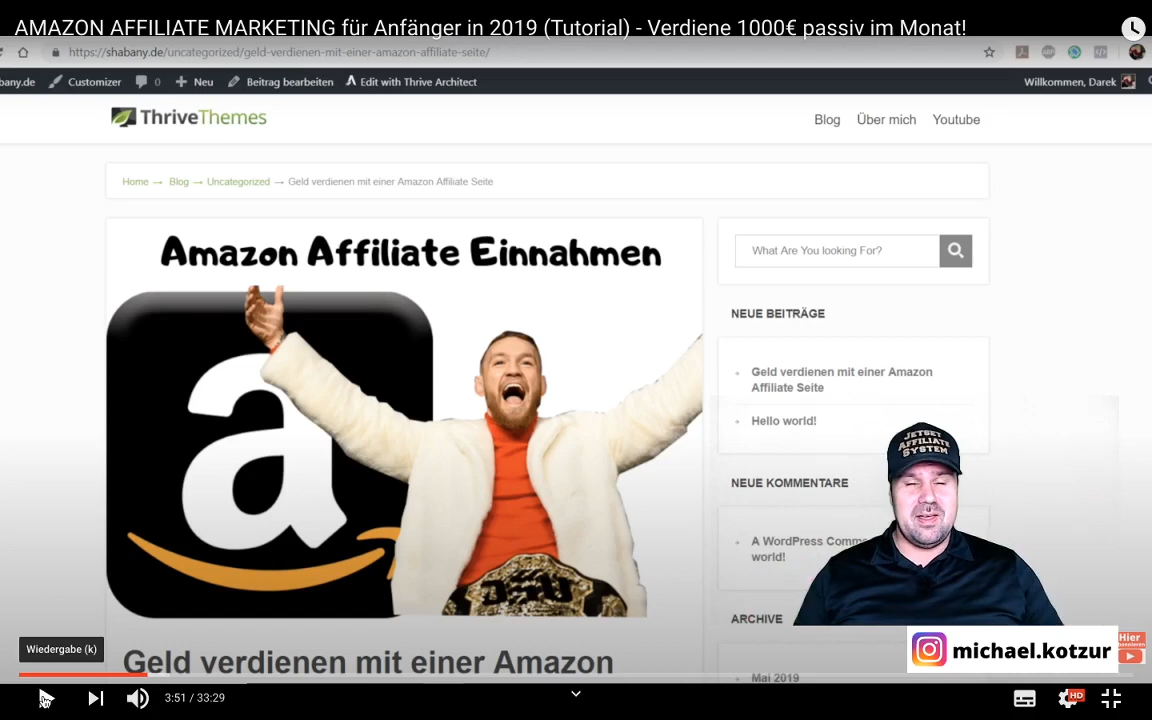 AMAZON AFFILIATE MARKETING für Anfänger in 2019 (Tutorial) - Verdiene 1000€ passiv im Monat!
https://shabany.de/uncategorized/geld-verdienen-mit-einer-amazon-affiliate-seite/
bany.de Customizer 0 Neu Beitrag bearbeiten Edit with Thrive Architect Willkommen, Darek
ThriveThemes
Blog Über mich Youtube
Home → Blog → Uncategorized → Geld verdienen mit einer Amazon Affiliate Seite
Amazon Affiliate Einnahmen
a
What Are You looking For?
NEUE BEITRÄGE
Geld verdienen mit einer Amazon
Affiliate Seite
Hello world!
NEUE KOMMENTARE
A WordPress Comme
world!
ARCHIVE
Mai 2019
JETSET
AFFILIATE
SYSTEM
michael.kotzur
Hier
Geld verdienen mit einer Amazon
Wiedergabe (k)
3:51 / 33:29
HD